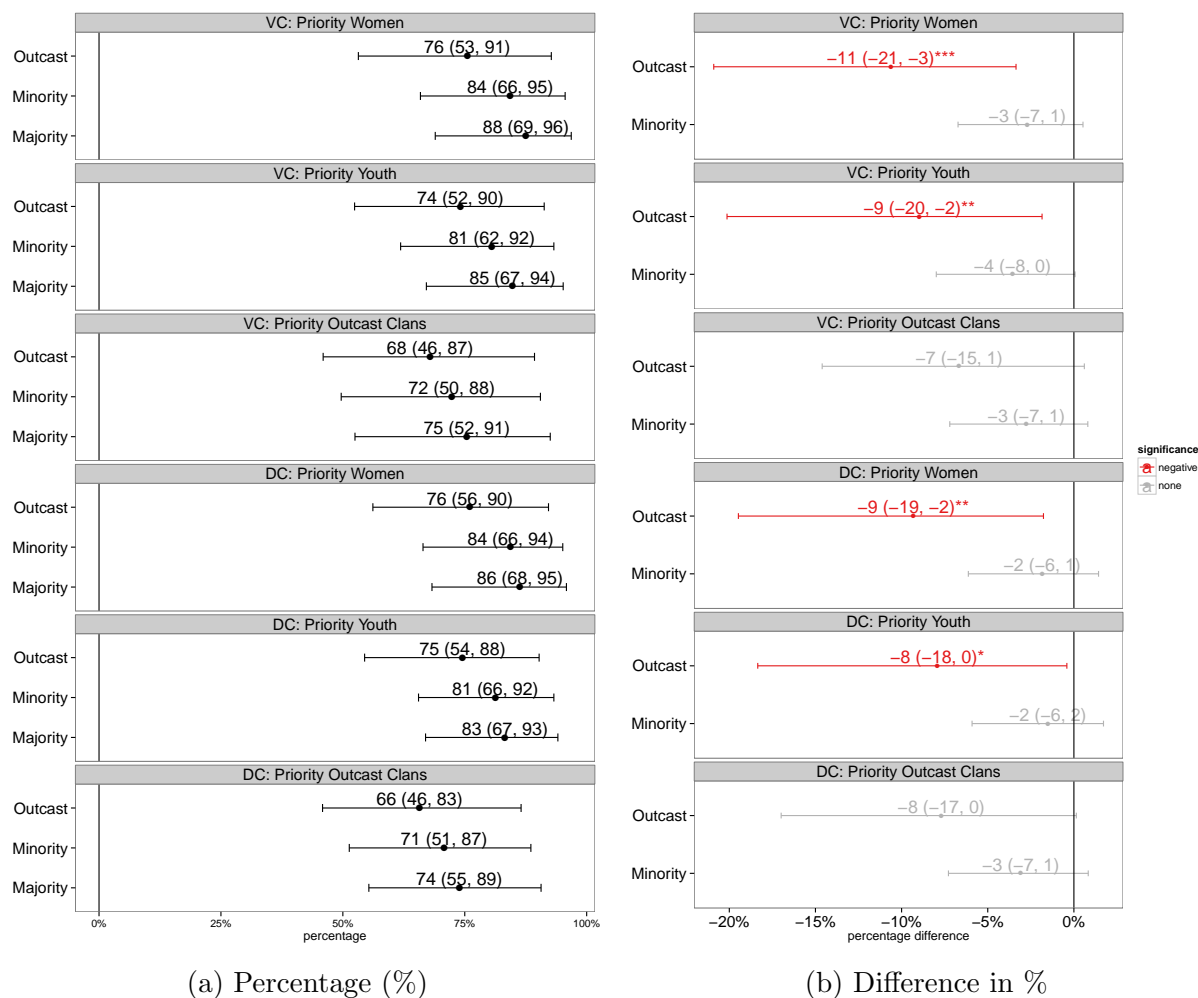 VC: Priority Women
Outcast 76 (53, 91)
Minority 84 (66, 95)
Majority 88 (69, 96)
VC: Priority Youth
Outcast 74 (52, 90)
Minority 81 (62, 92)
Majority 85 (67, 94)
VC: Priority Outcast Clans
Outcast 68 (46, 87)
Minority 72 (50, 88)
Majority 75 (52, 91)
DC: Priority Women
Outcast 76 (56, 90)
Minority 84 (66, 94)
Majority 86 (68, 95)
DC: Priority Youth
Outcast 75 (54, 88)
Minority 81 (66, 92)
Majority 83 (67, 93)
DC: Priority Outcast Clans
Outcast 66 (46, 83)
Minority 71 (51, 87)
Majority 74 (55, 89)
0% 25% 50% 75% 100%
percentage
(a) Percentage (%)
VC: Priority Women
Outcast −11 (−21, −3)***
Minority −3 (−7, 1)
VC: Priority Youth
Outcast −9 (−20, −2)**
Minority −4 (−8, 0)
VC: Priority Outcast Clans
Outcast −7 (−15, 1)
Minority −3 (−7, 1)
DC: Priority Women
Outcast −9 (−19, −2)**
Minority −2 (−6, 1)
DC: Priority Youth
Outcast −8 (−18, 0)*
Minority −2 (−6, 2)
DC: Priority Outcast Clans
Outcast −8 (−17, 0)
Minority −3 (−7, 1)
−20% −15% −10% −5% 0%
percentage difference
(b) Difference in %
significance
a negative
a none